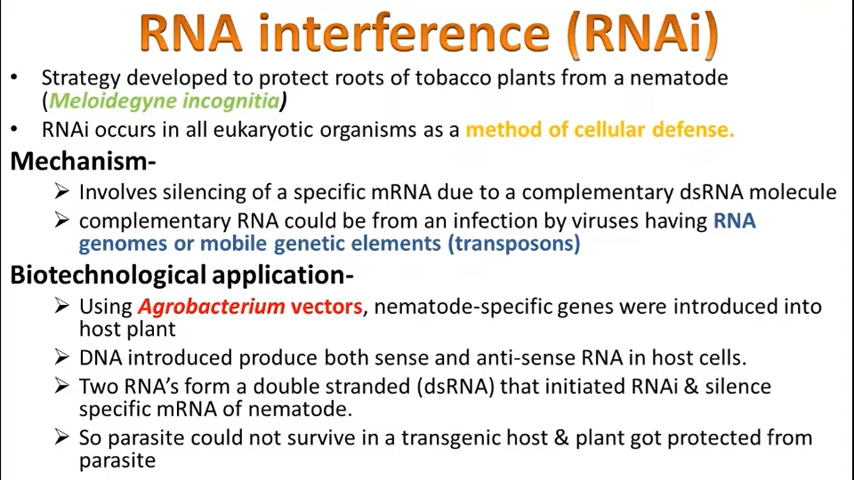 RNA interference (RNAi)
• Strategy developed to protect roots of tobacco plants from a nematode
(Meloidegyne incognitia)
• RNAi occurs in all eukaryotic organisms as a method of cellular defense.
Mechanism-
➢ Involves silencing of a specific mRNA due to a complementary dsRNA molecule
➢ complementary RNA could be from an infection by viruses having RNA
genomes or mobile genetic elements (transposons)
Biotechnological application-
➢ Using Agrobacterium vectors, nematode-specific genes were introduced into
host plant
➢ DNA introduced produce both sense and anti-sense RNA in host cells.
➢ Two RNA's form a double stranded (dsRNA) that initiated RNAi & silence
specific mRNA of nematode.
➢ So parasite could not survive in a transgenic host & plant got protected from
parasite